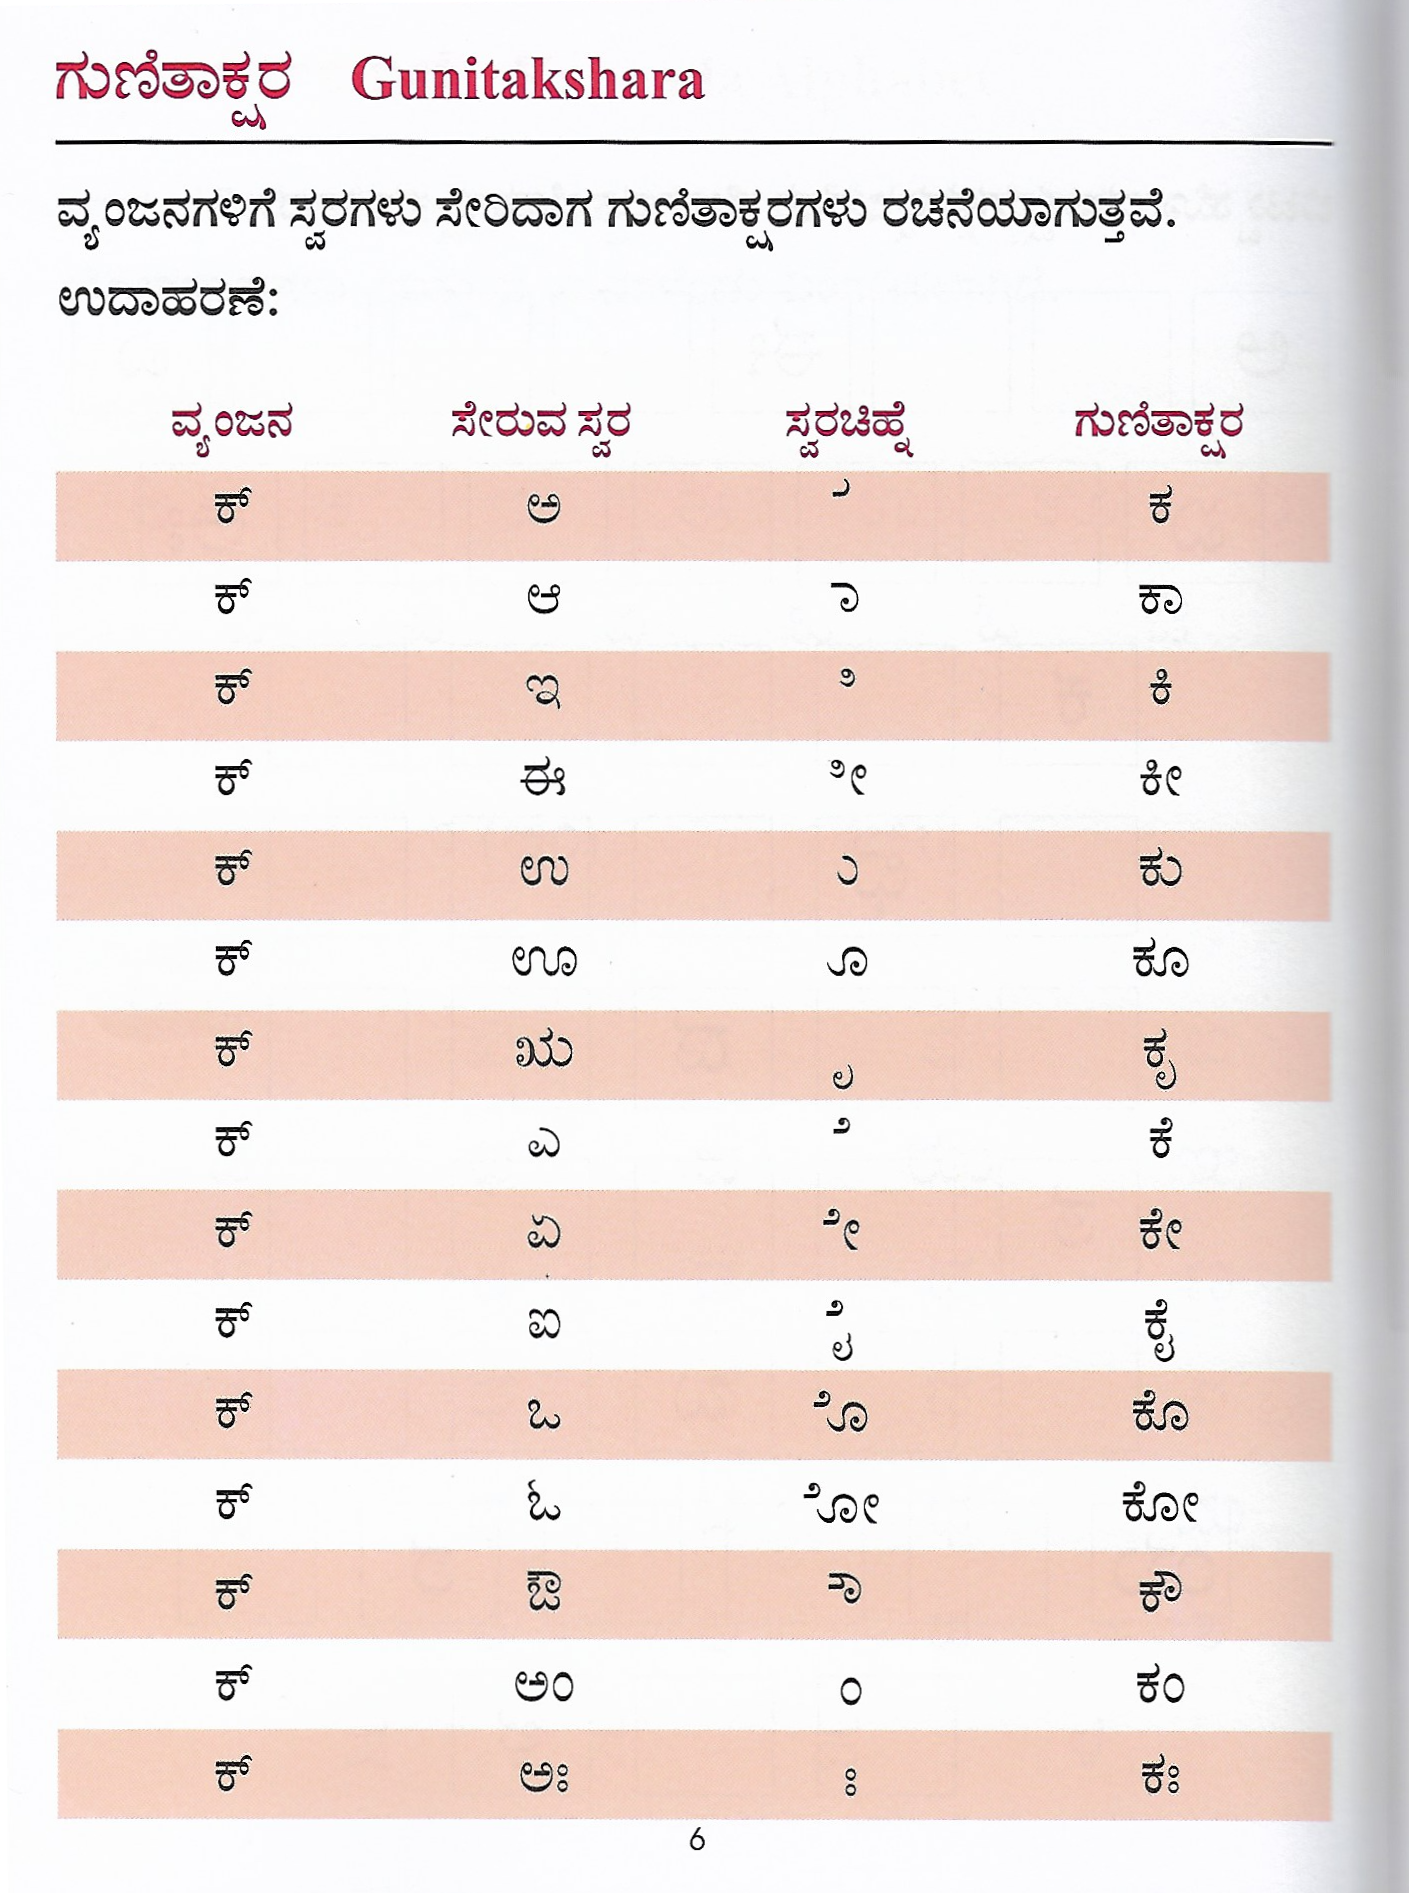 ಗುಣಿತಾಕ್ಷರ Gunitakshara
ವ್ಯಂಜನಗಳಿಗೆ ಸ್ವರಗಳು ಸೇರಿದಾಗ ಗುಣಿತಾಕ್ಷರಗಳು ರಚನೆಯಾಗುತ್ತವೆ.
ಉದಾಹರಣೆ:
ವ್ಯಂಜನ ಸೇರುವ ಸ್ವರ ಸ್ವರಚಿಹ್ನೆ ಗುಣಿತಾಕ್ಷರ
ಕ್ ಅ ಕ
ಕ್ ಆ ಾ ಕಾ
ಕ್ ಇ ಿ ಕಿ
ಕ್ ಈ ೀ ಕೀ
ಕ್ ಉ ು ಕು
ಕ್ ಊ ೂ ಕೂ
ಕ್ ಋ ೃ ಕೃ
ಕ್ ಎ ೆ ಕೆ
ಕ್ ಏ ೇ ಕೇ
ಕ್ ಐ ೈ ಕೈ
ಕ್ ಒ ೊ ಕೊ
ಕ್ ಓ ೋ ಕೋ
ಕ್ ಔ ೌ ಕೌ
ಕ್ ಅಂ ಂ ಕಂ
ಕ್ ಅಃ ಃ ಕಃ
6